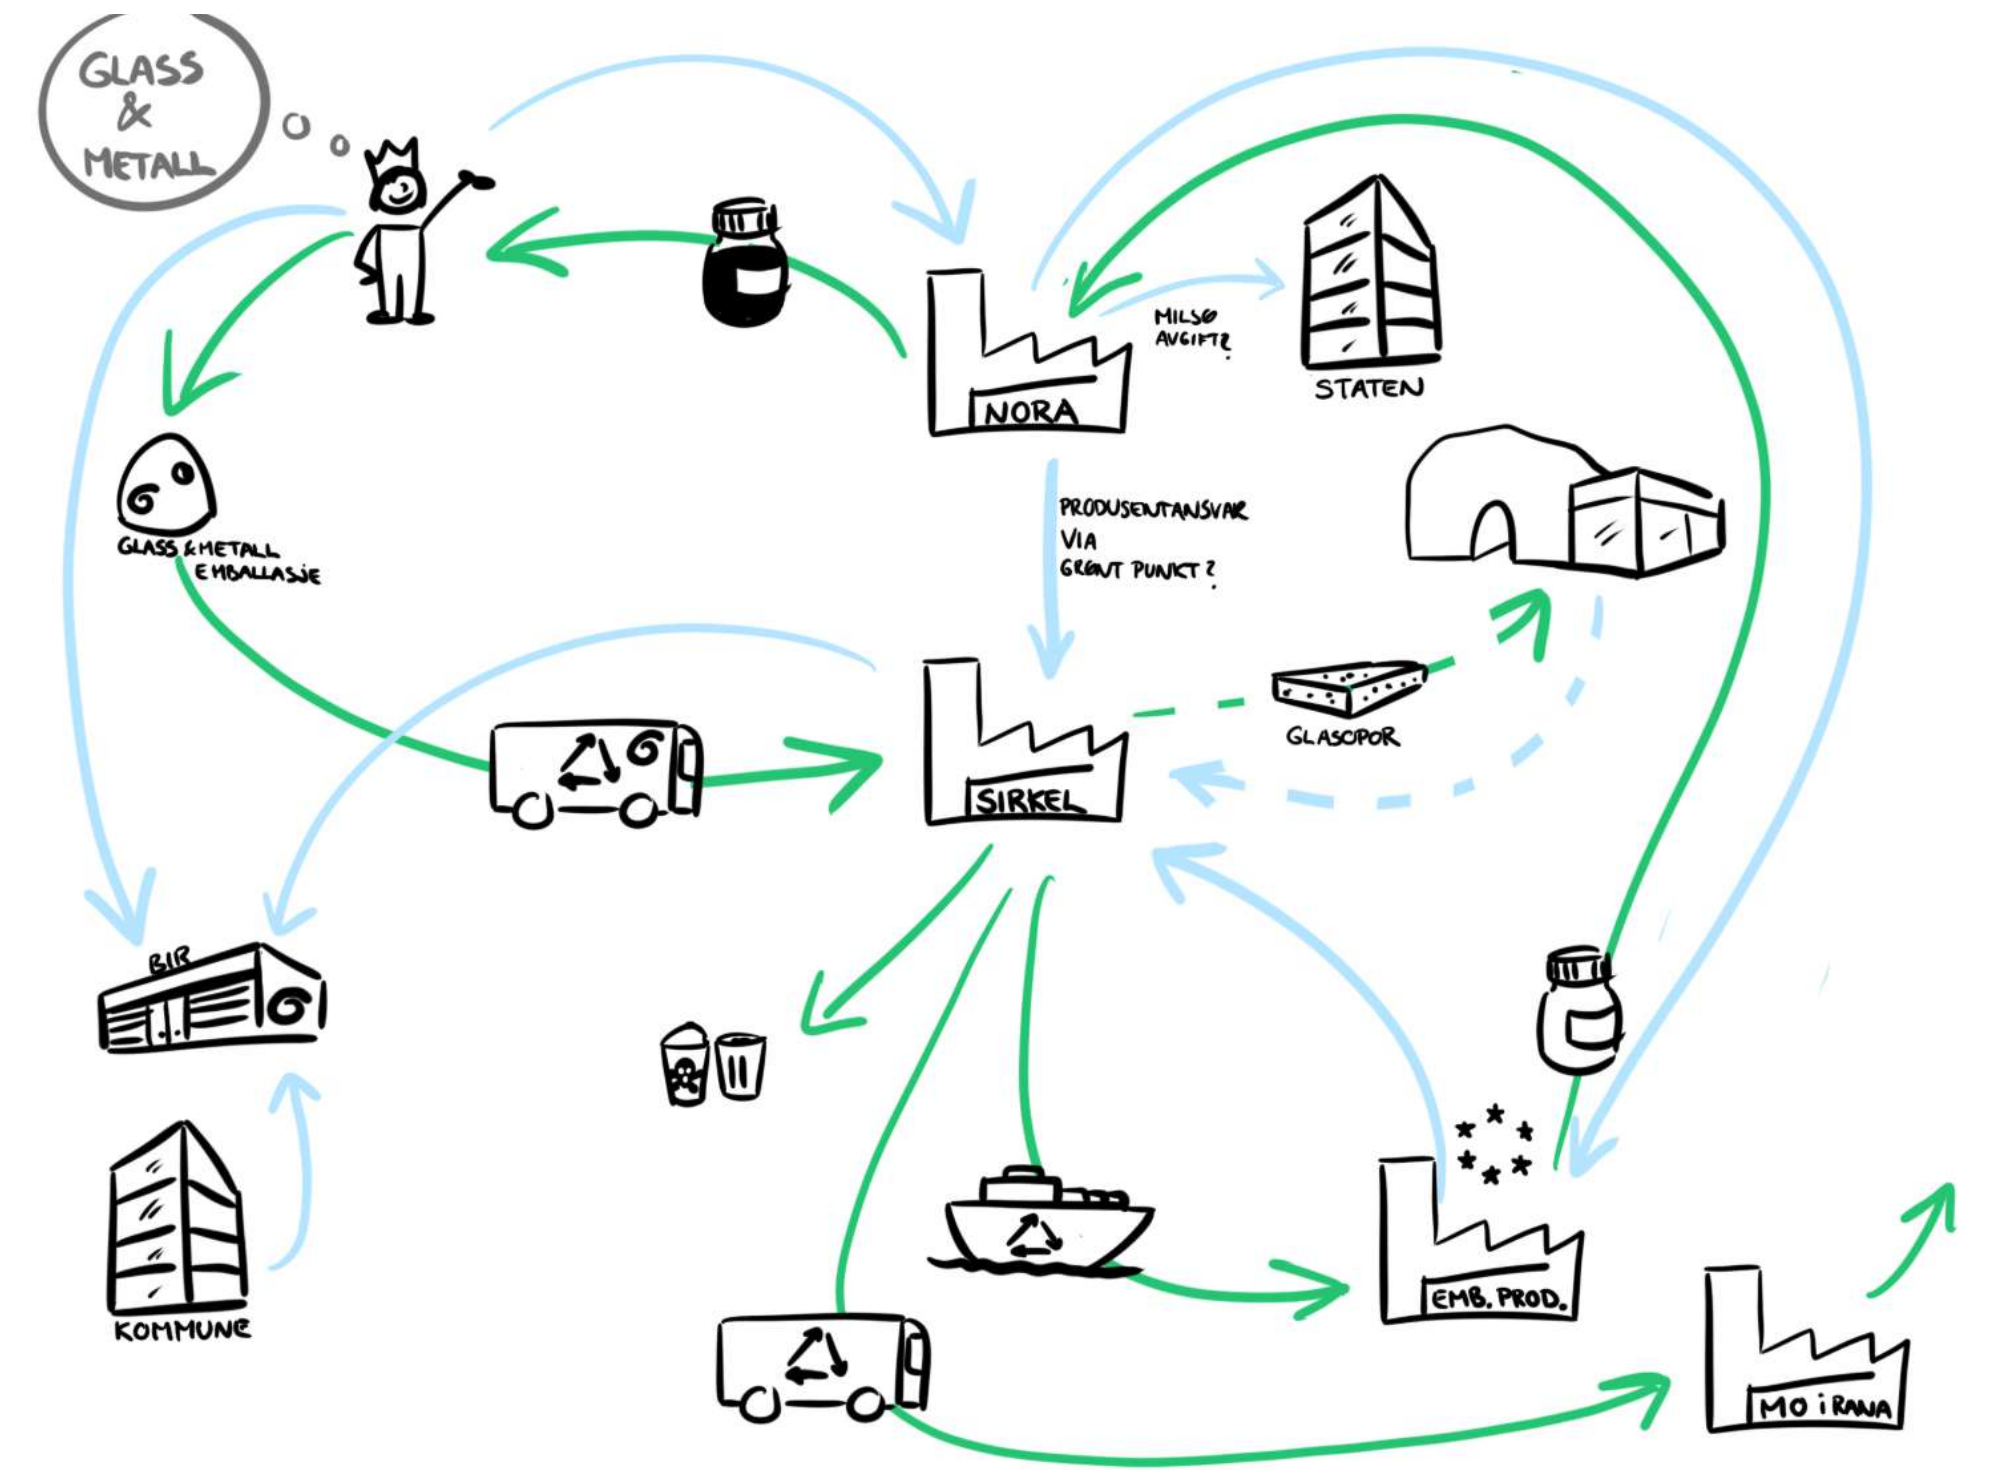 GLASS
&
METALL
MILSØ
AVGIFT?
STATEN
NORA
PRODUSENTANSVAR
VIA
GRØNT PUNKT?
GLASS & METALL
EMBALLASJE
GLASOPOR
SIRKEL
BIR
KOMMUNE
EMB. PROD.
MO i RANA